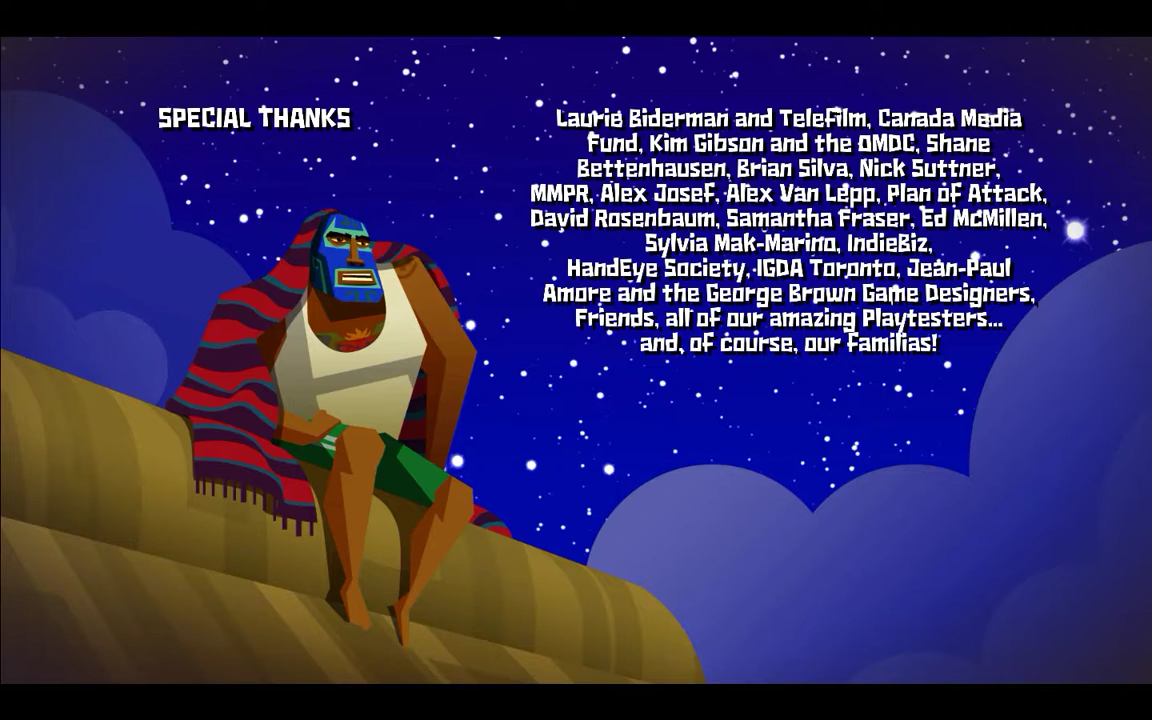 SPECIAL THANKS
Laurie Biderman and Telefilm, Canada Media
Fund, Kim Gibson and the OMDC, Shane
Bettenhausen, Brian Silva, Nick Suttner,
MMPR, Alex Josef, Alex Van Lepp, Plan of Attack,
David Rosenbaum, Samantha Fraser, Ed McMillen,
Sylvia Mak-Marino, IndieBiz,
HandEye Society, IGDA Toronto, Jean-Paul
Amore and the George Brown Game Designers,
Friends, all of our amazing Playtesters...
and, of course, our familias!